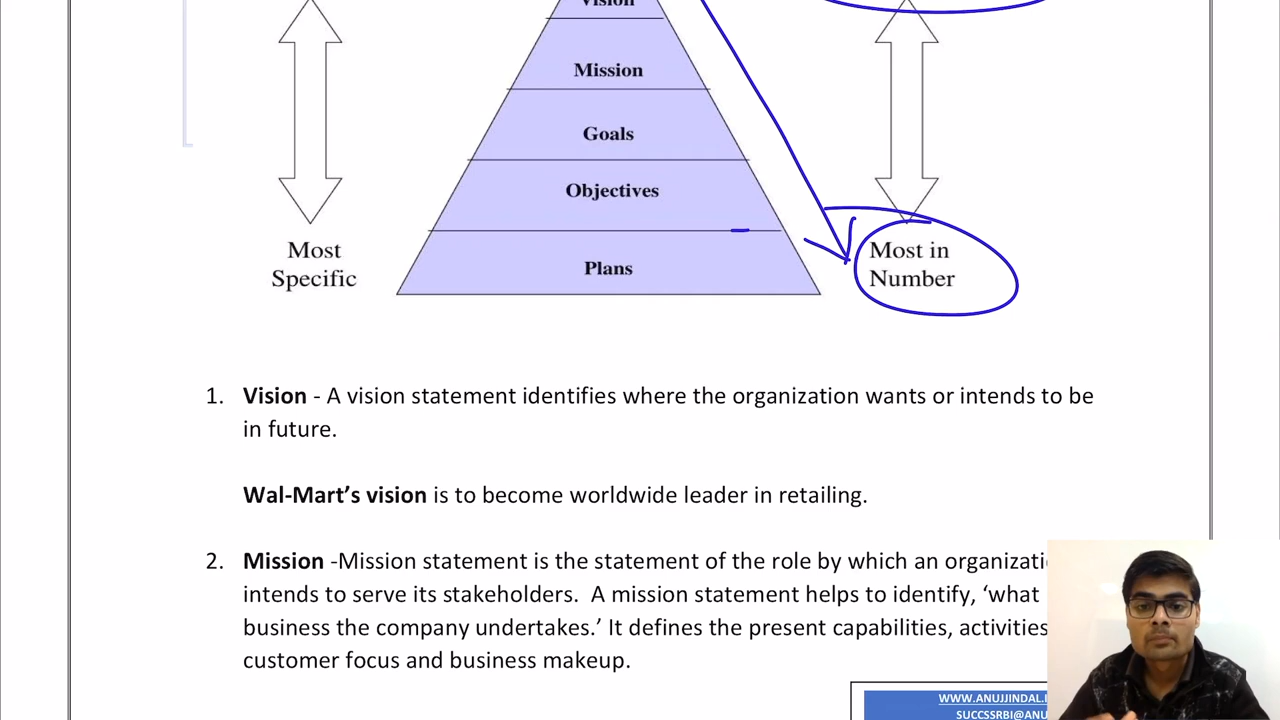 Vision
Mission
Goals
Objectives
Plans
Most
Specific
Most in
Number
1. Vision - A vision statement identifies where the organization wants or intends to be
in future.
Wal-Mart’s vision is to become worldwide leader in retailing.
2. Mission -Mission statement is the statement of the role by which an organizati
intends to serve its stakeholders. A mission statement helps to identify, ‘what
business the company undertakes.’ It defines the present capabilities, activities
customer focus and business makeup.
WWW.ANUJJINDAL.I
SUCCSSRBI@ANU